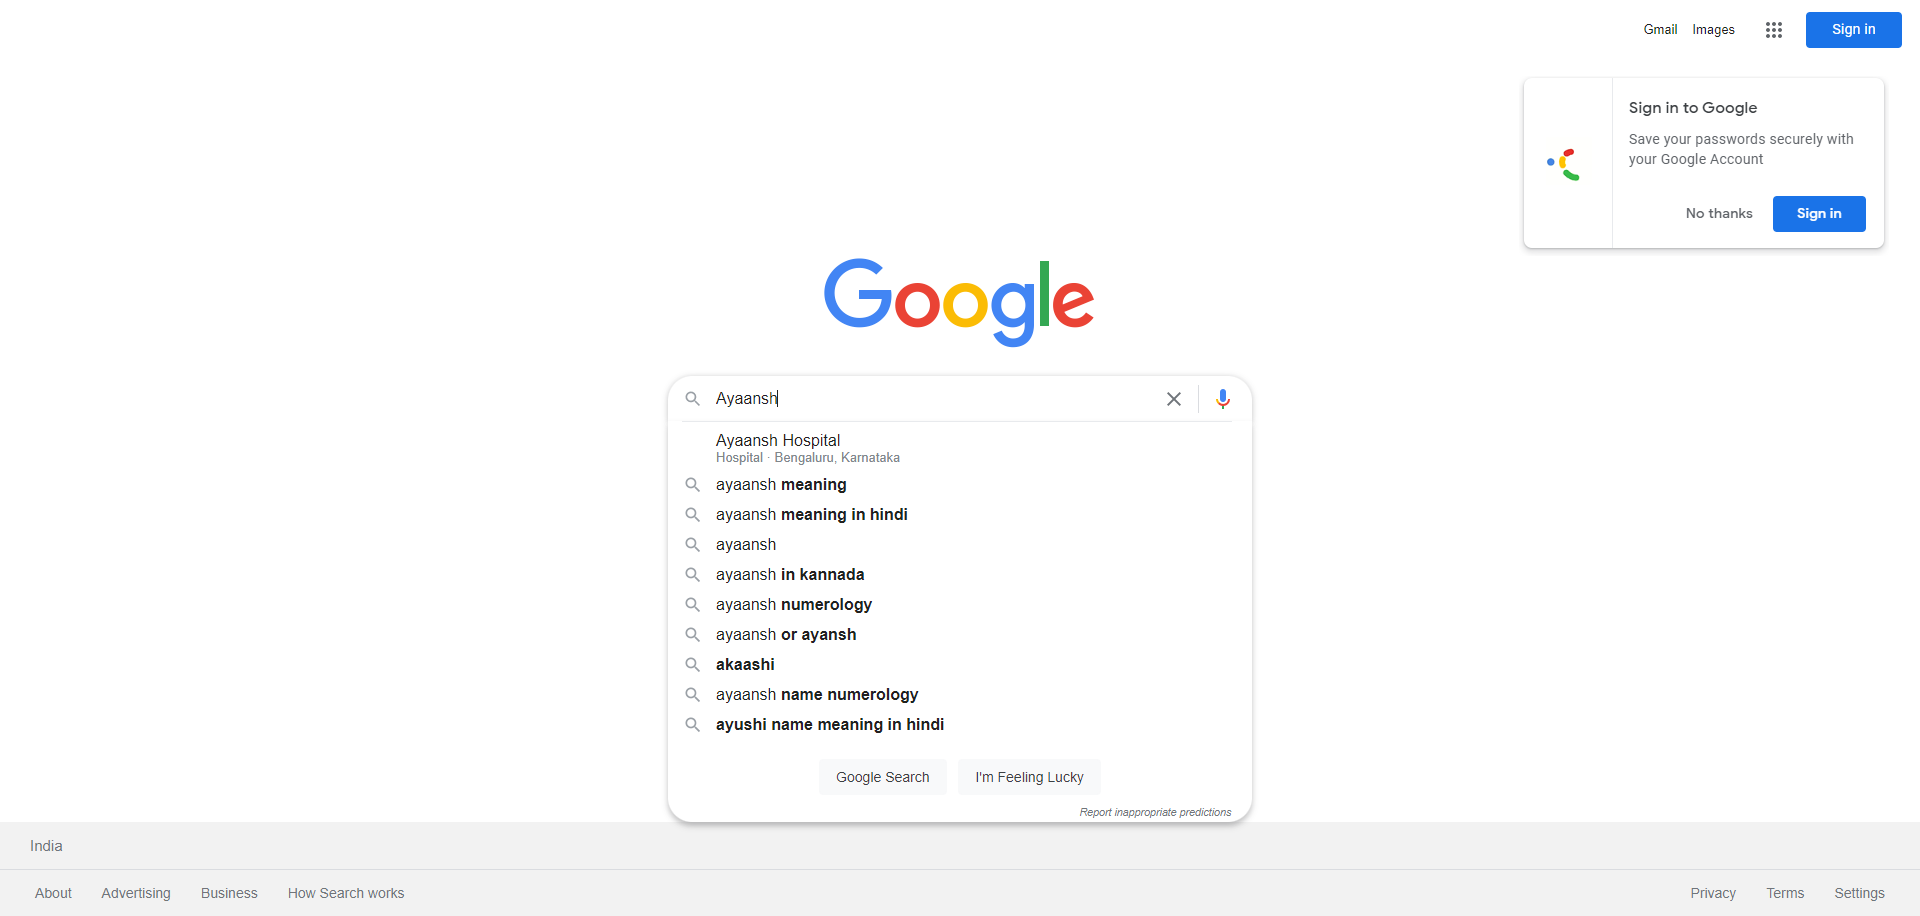 Gmail Images Sign in
Sign in to Google
Save your passwords securely with
your Google Account
No thanks Sign in
Google
Ayaansh
Ayaansh Hospital
Hospital · Bengaluru, Karnataka
ayaansh meaning
ayaansh meaning in hindi
ayaansh
ayaansh in kannada
ayaansh numerology
ayaansh or ayansh
akaashi
ayaansh name numerology
ayushi name meaning in hindi
Google Search I'm Feeling Lucky
Report inappropriate predictions
India
About Advertising Business How Search works Privacy Terms Settings